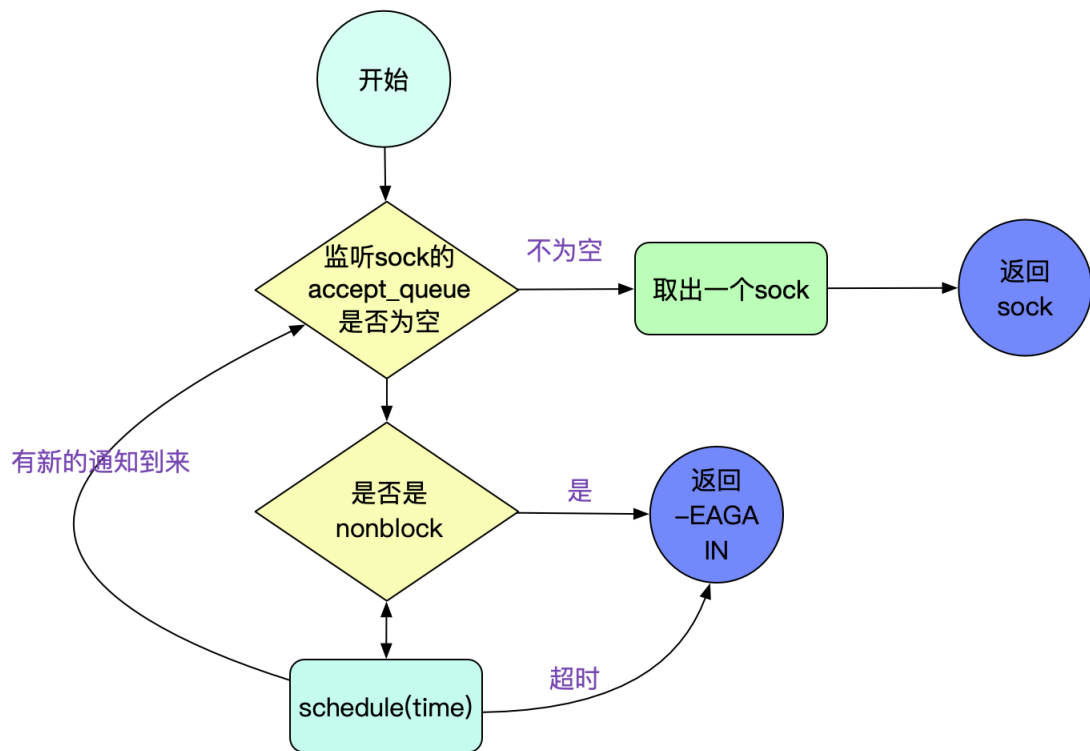 开始
监听sock的
accept_queue
是否为空
不为空
取出一个sock
返回
sock
有新的通知到来
是否是
nonblock
是
返回
-EAGA
IN
schedule(time)
超时